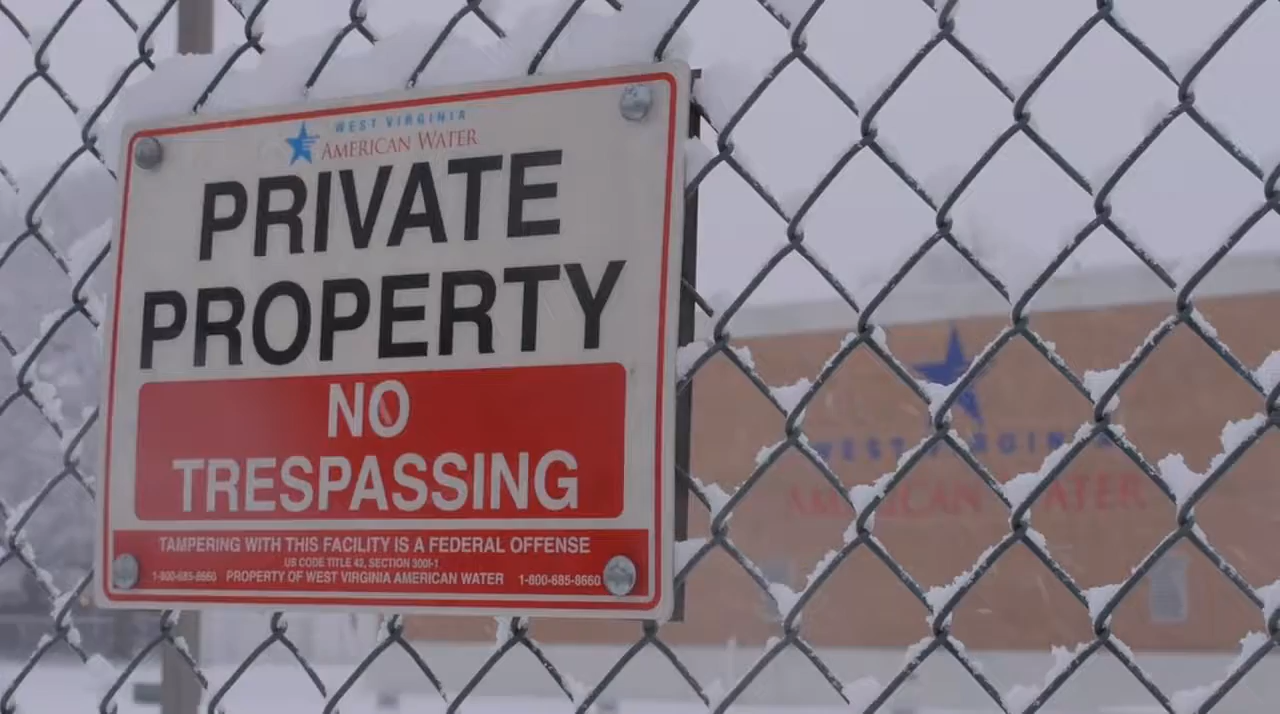 WEST VIRGINIA
AMERICAN WATER
PRIVATE
PROPERTY
NO
TRESPASSING
TAMPERING WITH THIS FACILITY IS A FEDERAL OFFENSE
US CODE TITLE 42, SECTION 300I-1
1-800-685-8660 PROPERTY OF WEST VIRGINIA AMERICAN WATER 1-800-685-8660
WEST VIRGINIA
AMERICAN WATER